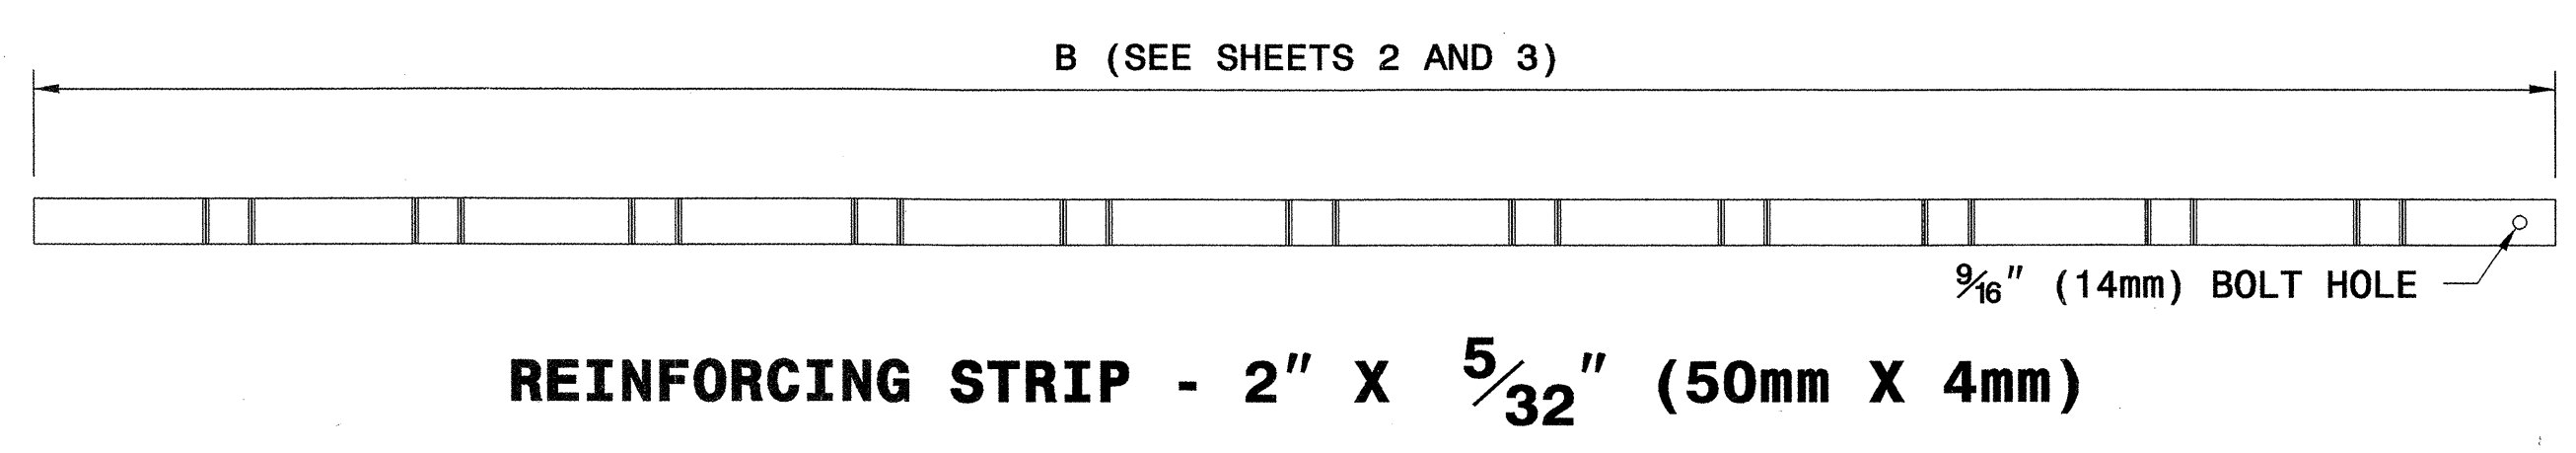 B (SEE SHEETS 2 AND 3)
9/16" (14mm) BOLT HOLE
REINFORCING STRIP - 2" X 5/32" (50mm X 4mm)